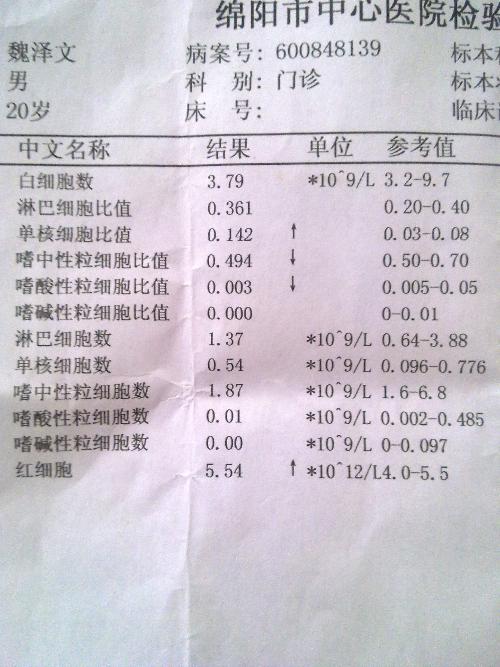 绵阳市中心医院检验
魏泽文 病案号: 600848139 标本
男 科 别: 门诊 标本
20岁 床 号: 临床
中文名称 结果 单位 参考值
白细胞数 3.79 *10^9/L 3.2-9.7
淋巴细胞比值 0.361 0.20-0.40
单核细胞比值 0.142 ↑ 0.03-0.08
嗜中性粒细胞比值 0.494 ↓ 0.50-0.70
嗜酸性粒细胞比值 0.003 ↓ 0.005-0.05
嗜碱性粒细胞比值 0.000 0-0.01
淋巴细胞数 1.37 *10^9/L 0.64-3.88
单核细胞数 0.54 *10^9/L 0.096-0.776
嗜中性粒细胞数 1.87 *10^9/L 1.6-6.8
嗜酸性粒细胞数 0.01 *10^9/L 0.002-0.485
嗜碱性粒细胞数 0.00 *10^9/L 0-0.097
红细胞 5.54 ↑ *10^12/L4.0-5.5